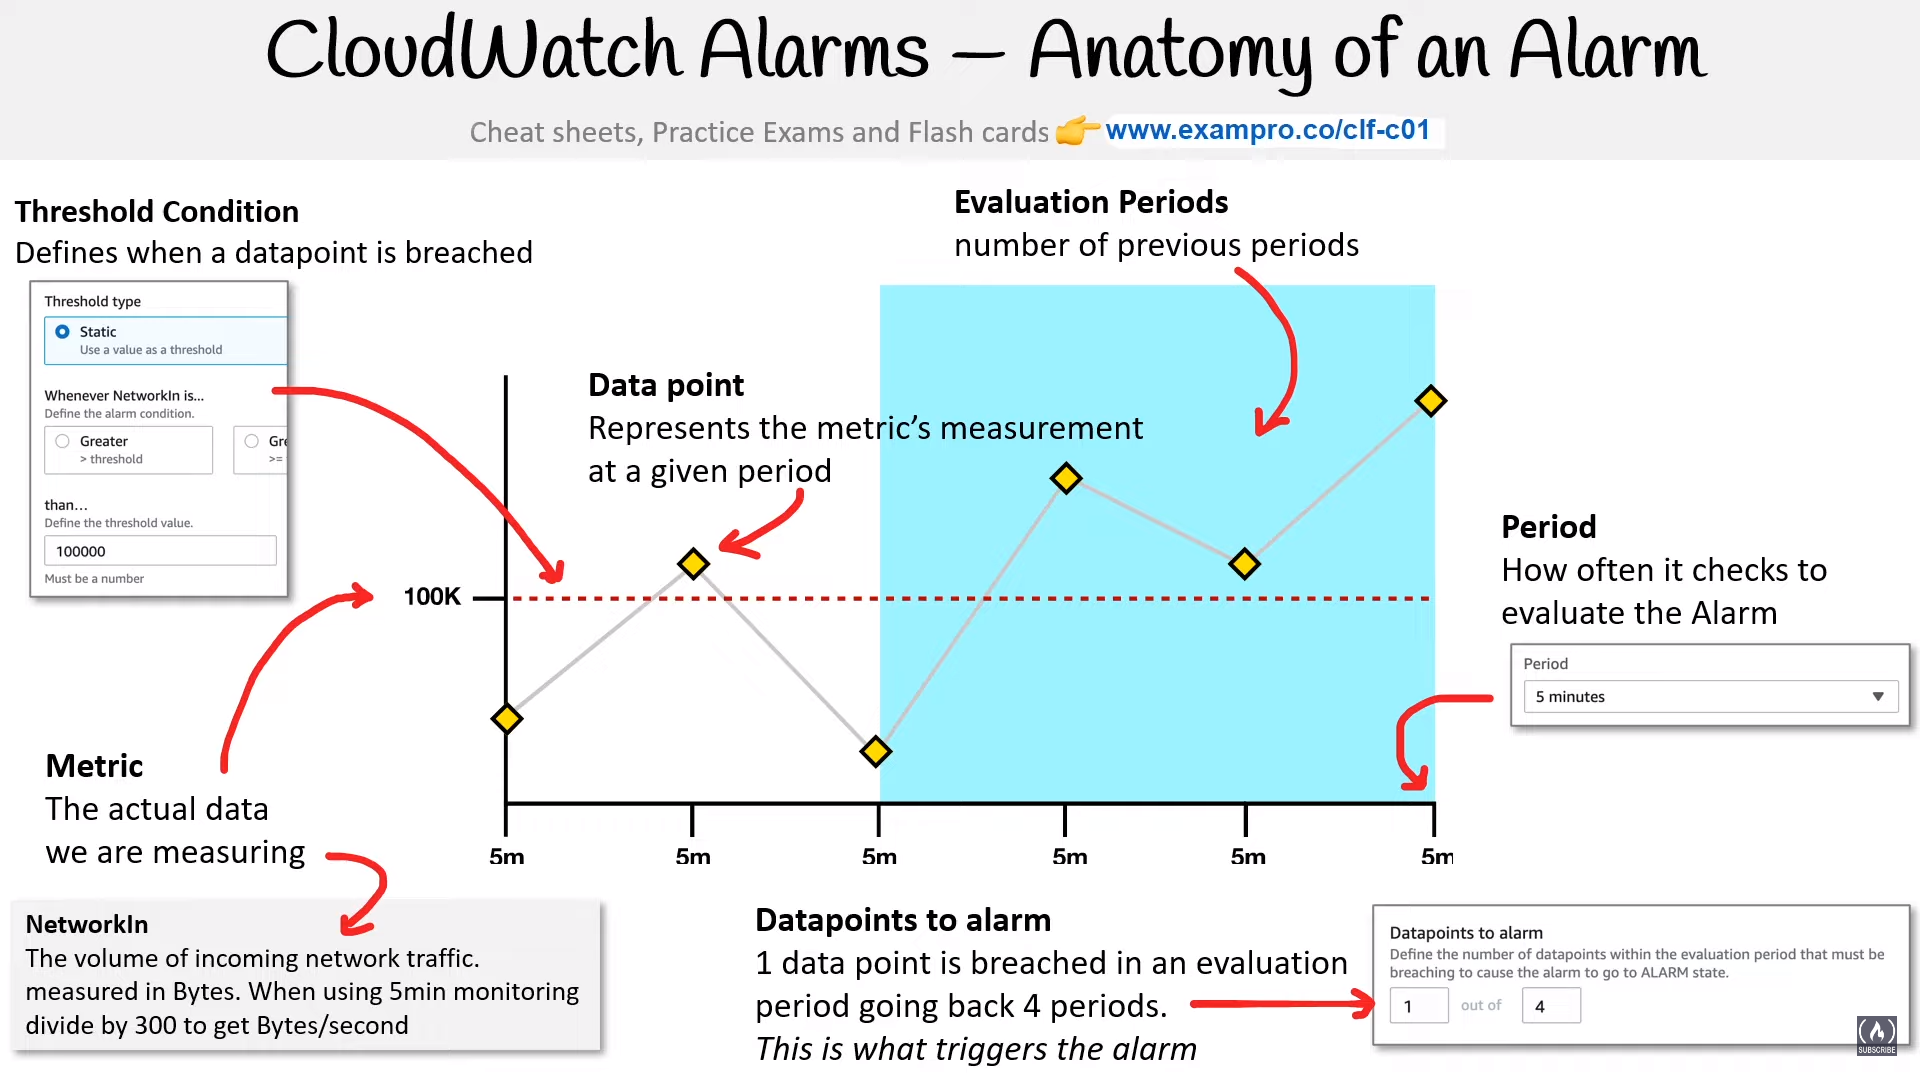 CloudWatch Alarms – Anatomy of an Alarm
Cheat sheets, Practice Exams and Flash cards 👉 www.exampro.co/clf-c01
Threshold Condition
Defines when a datapoint is breached
Threshold type
Static
Use a value as a threshold
Whenever NetworkIn is...
Define the alarm condition.
Greater
> threshold
Gre
>=
than...
Define the threshold value.
100000
Must be a number
Evaluation Periods
number of previous periods
Data point
Represents the metric's measurement
at a given period
100K
Period
How often it checks to
evaluate the Alarm
Period
5 minutes
Metric
The actual data
we are measuring
5m 5m 5m 5m 5m 5m
NetworkIn
The volume of incoming network traffic.
measured in Bytes. When using 5min monitoring
divide by 300 to get Bytes/second
Datapoints to alarm
1 data point is breached in an evaluation
period going back 4 periods.
This is what triggers the alarm
Datapoints to alarm
Define the number of datapoints within the evaluation period that must be
breaching to cause the alarm to go to ALARM state.
1 out of 4
SUBSCRIBE